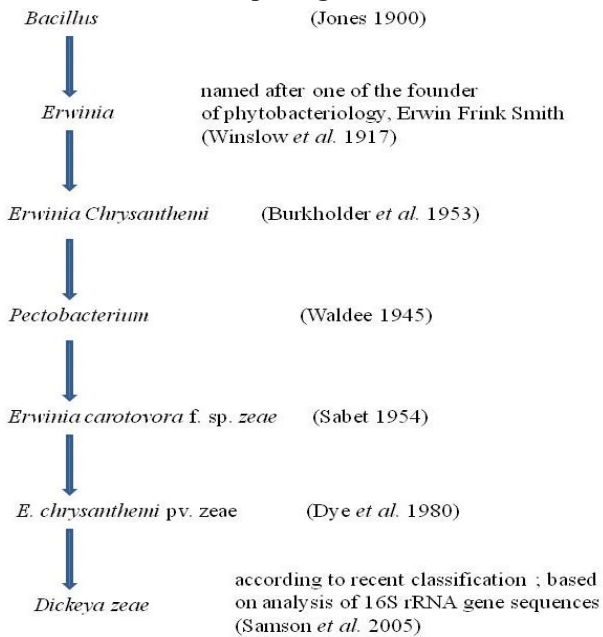 Bacillus (Jones 1900)
named after one of the founder
Erwinia of phytobacteriology, Erwin Frink Smith
(Winslow et al. 1917)
Erwinia Chrysanthemi (Burkholder et al. 1953)
Pectobacterium (Waldee 1945)
Erwinia carotovora f. sp. zeae (Sabet 1954)
E. chrysanthemi pv. zeae (Dye et al. 1980)
according to recent classification ; based
Dickeya zeae on analysis of 16S rRNA gene sequences
(Samson et al. 2005)